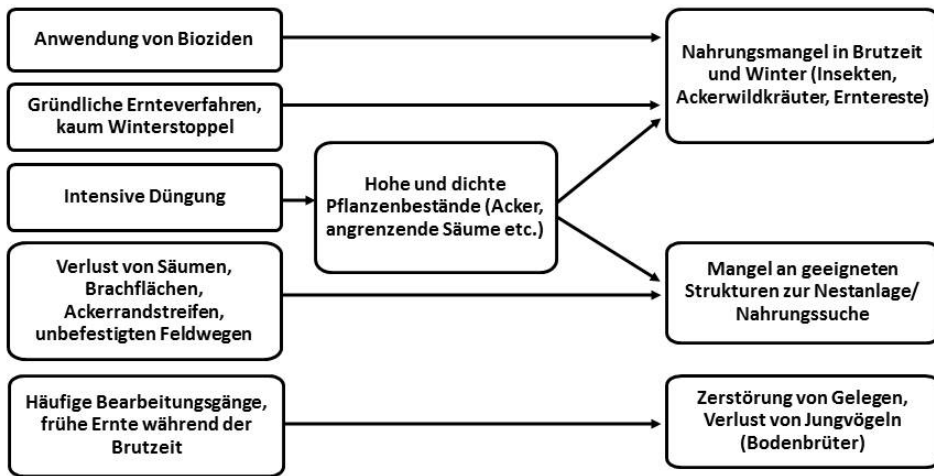 Anwendung von Bioziden
Gründliche Ernteverfahren,
kaum Winterstoppel
Intensive Düngung
Verlust von Säumen,
Brachflächen,
Ackerrandstreifen,
unbefestigten Feldwegen
Häufige Bearbeitungsgänge,
frühe Ernte während der
Brutzeit
Hohe und dichte
Pflanzenbestände (Acker,
angrenzende Säume etc.)
Nahrungsmangel in Brutzeit
und Winter (Insekten,
Ackerwildkräuter, Erntereste)
Mangel an geeigneten
Strukturen zur Nestanlage/
Nahrungssuche
Zerstörung von Gelegen,
Verlust von Jungvögeln
(Bodenbrüter)